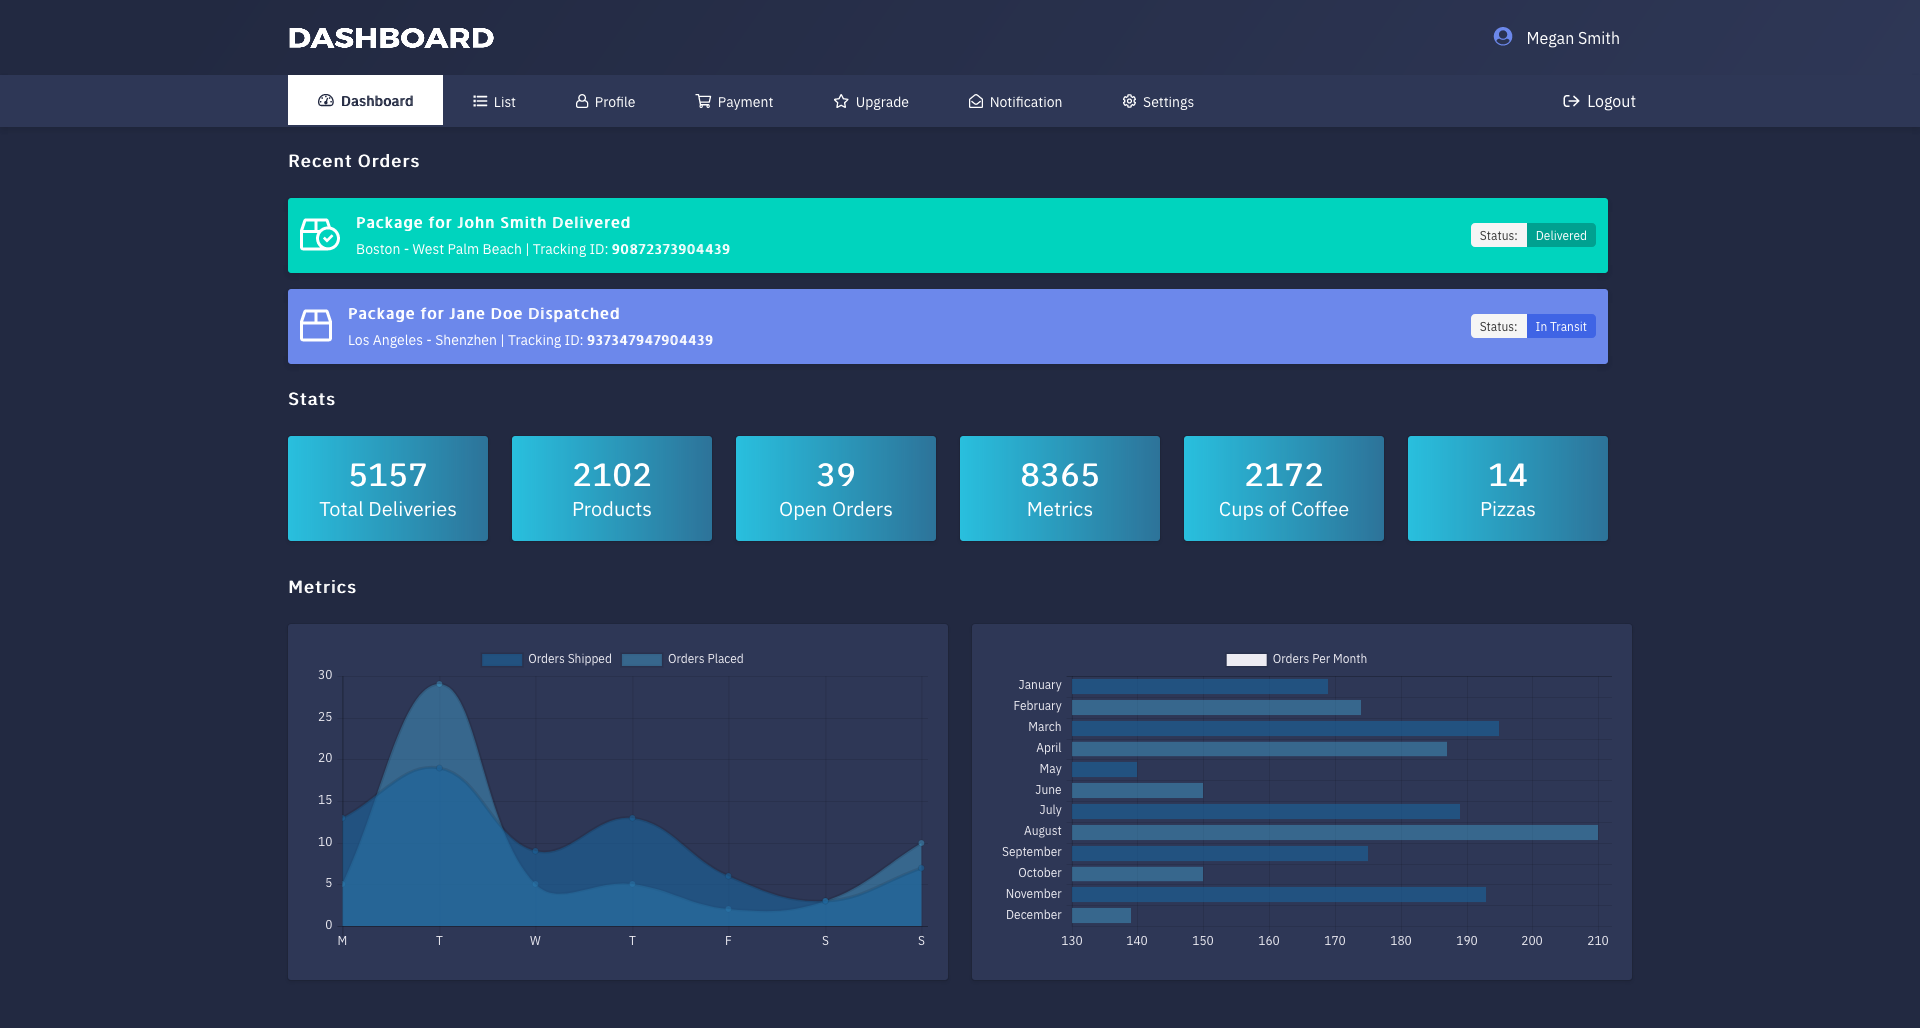 DASHBOARD
Megan Smith
Dashboard
List
Profile
Payment
Upgrade
Notification
Settings
Logout
Recent Orders
Package for John Smith Delivered
Boston - West Palm Beach | Tracking ID: 90872373904439
Status: Delivered
Package for Jane Doe Dispatched
Los Angeles - Shenzhen | Tracking ID: 937347947904439
Status: In Transit
Stats
5157
Total Deliveries
2102
Products
39
Open Orders
8365
Metrics
2172
Cups of Coffee
14
Pizzas
Metrics
Orders Shipped
Orders Placed
30
25
20
15
10
5
0
M T W T F S S
Orders Per Month
January
February
March
April
May
June
July
August
September
October
November
December
130 140 150 160 170 180 190 200 210